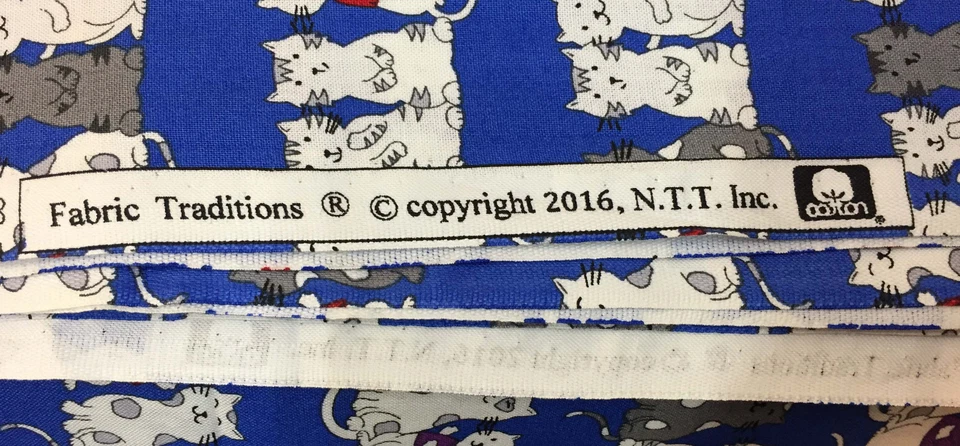 Fabric Traditions ® © copyright 2016, N.T.T. Inc.
cotton®